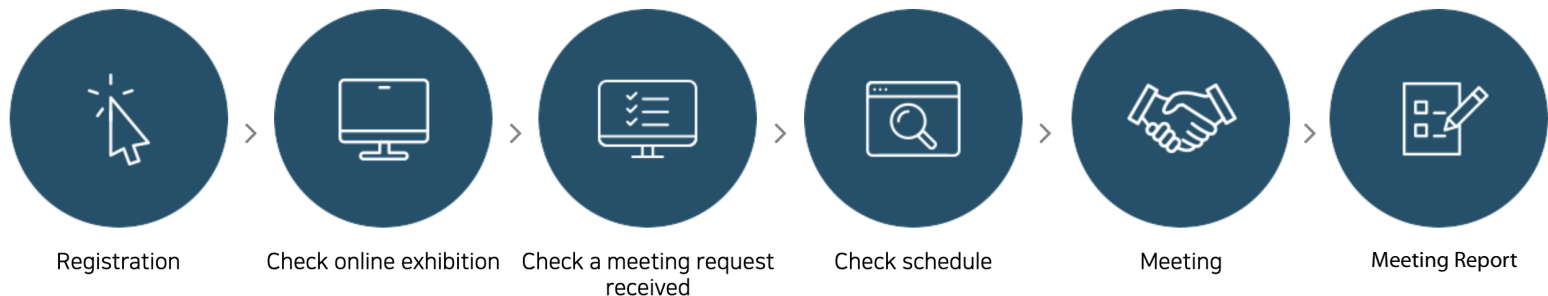 Registration
Check online exhibition
Check a meeting request
received
Check schedule
Meeting
Meeting Report